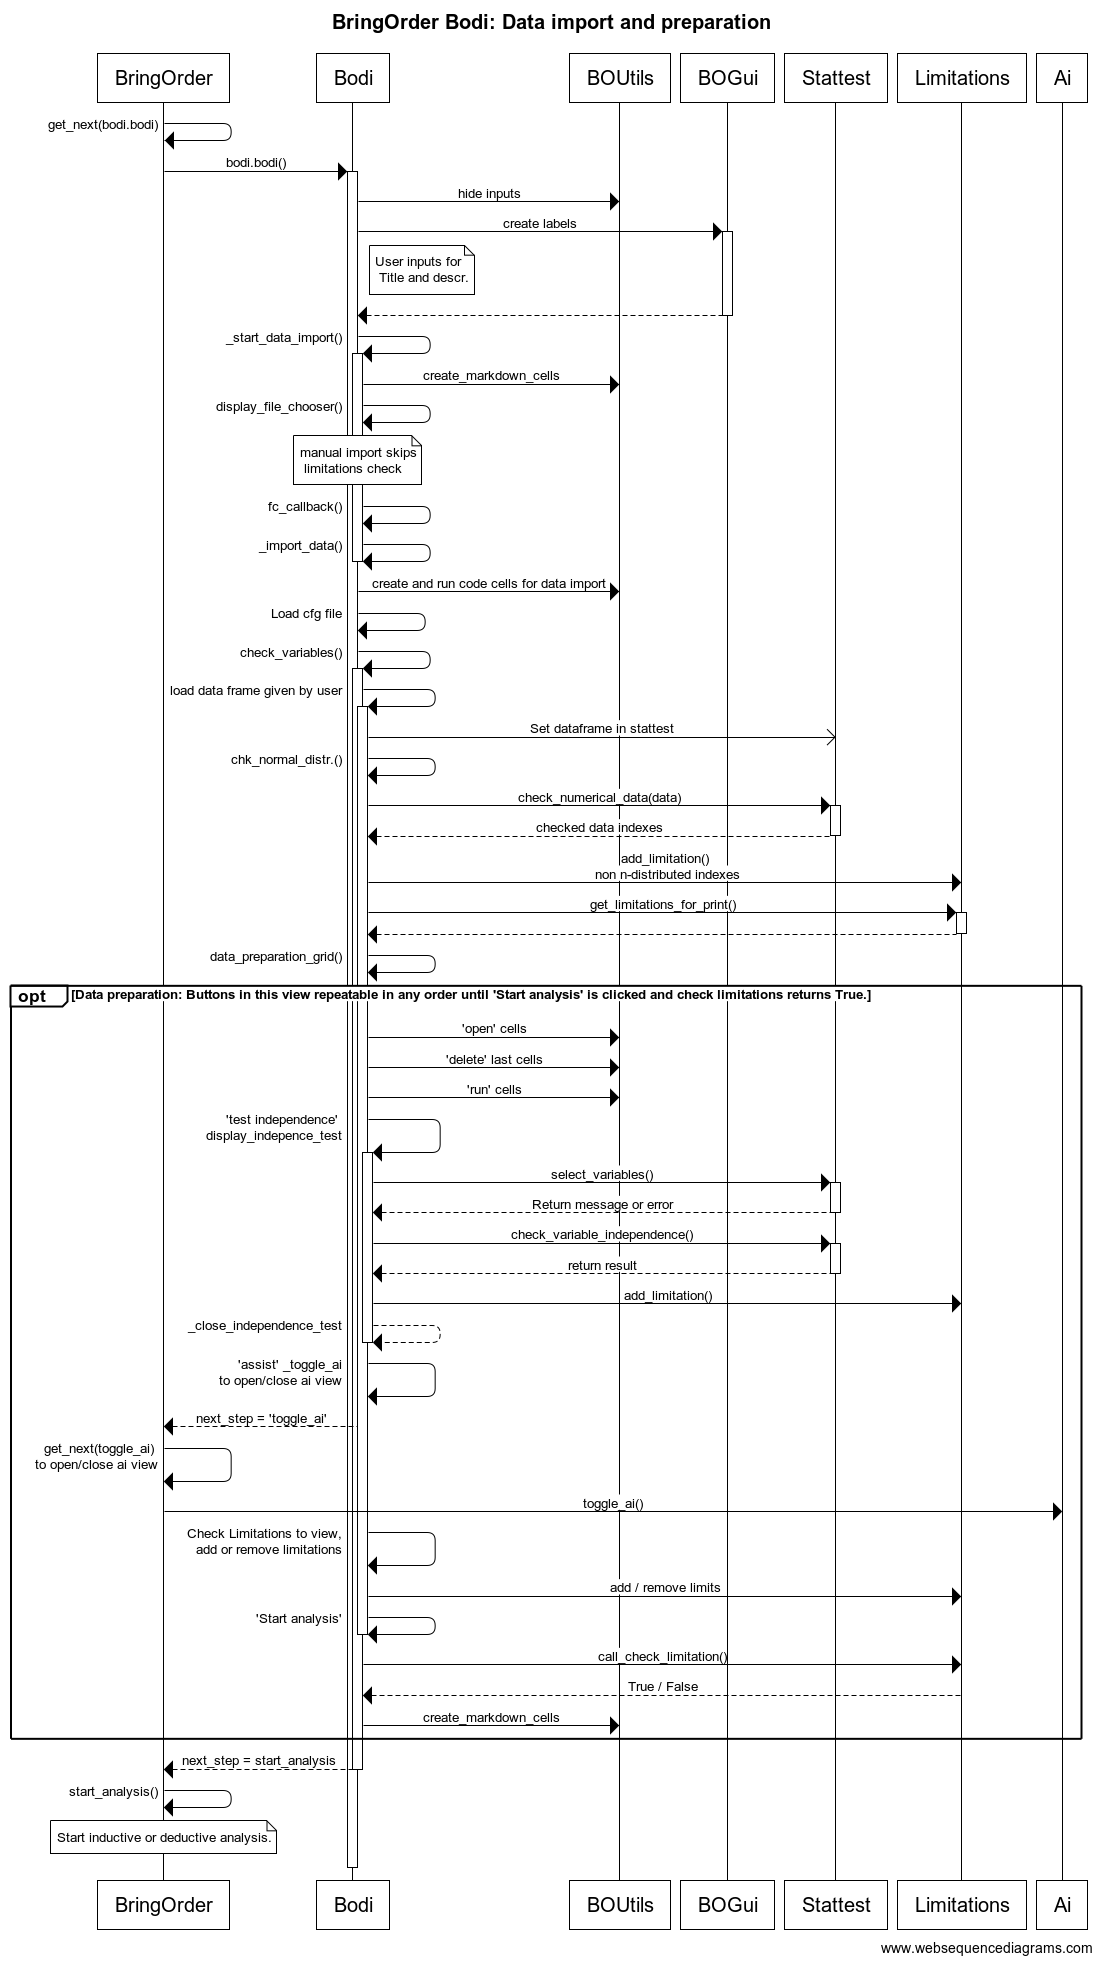 BringOrder Bodi: Data import and preparation
BringOrder
Bodi
BOUtils
BOGui
Stattest
Limitations
Ai
get_next(bodi.bodi)
bodi.bodi()
hide inputs
create labels
User inputs for
Title and descr.
_start_data_import()
create_markdown_cells
display_file_chooser()
manual import skips
limitations check
fc_callback()
_import_data()
create and run code cells for data import
Load cfg file
check_variables()
load data frame given by user
Set dataframe in stattest
chk_normal_distr.()
check_numerical_data(data)
checked data indexes
add_limitation()
non n-distributed indexes
get_limitations_for_print()
data_preparation_grid()
opt
[Data preparation: Buttons in this view repeatable in any order until 'Start analysis' is clicked and check limitations returns True.]
'open' cells
'delete' last cells
'run' cells
'test independence'
display_indepence_test
select_variables()
Return message or error
check_variable_independence()
return result
add_limitation()
_close_independence_test
'assist' _toggle_ai
to open/close ai view
next_step = 'toggle_ai'
get_next(toggle_ai)
to open/close ai view
toggle_ai()
Check Limitations to view,
add or remove limitations
add / remove limits
'Start analysis'
call_check_limitation()
True / False
create_markdown_cells
next_step = start_analysis
start_analysis()
Start inductive or deductive analysis.
BringOrder
Bodi
BOUtils
BOGui
Stattest
Limitations
Ai
www.websequencediagrams.com